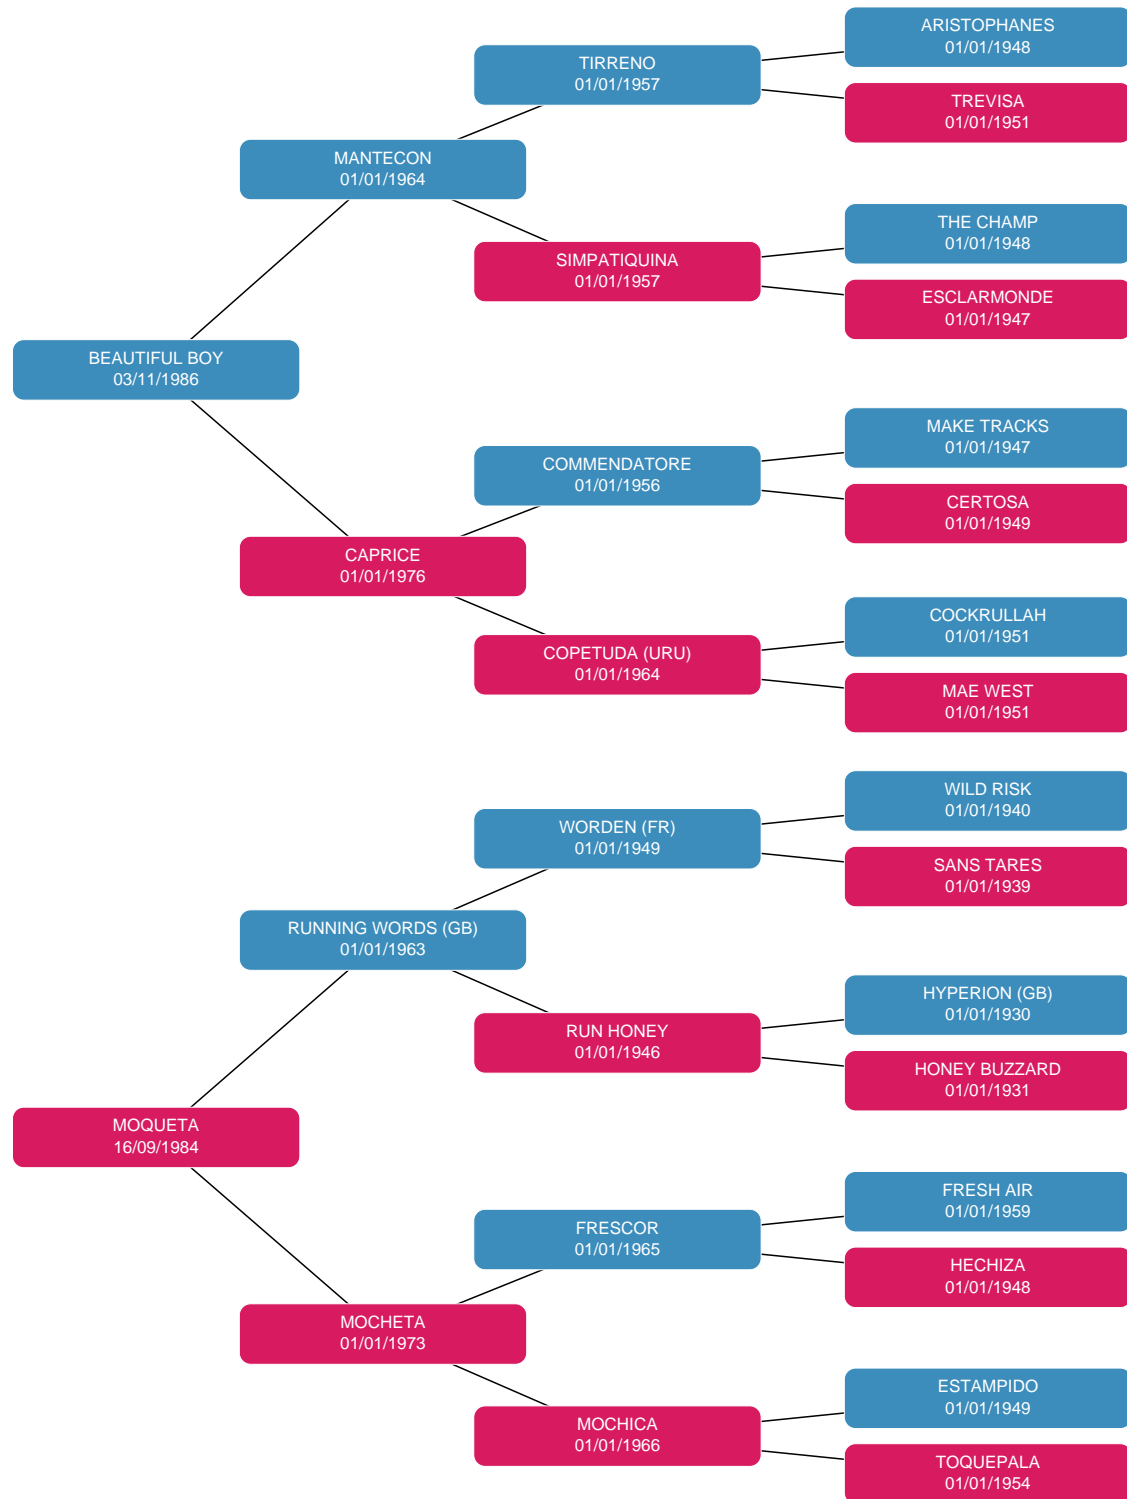 ARISTOPHANES
01/01/1948
TIRRENO
01/01/1957
TREVISA
01/01/1951
MANTECON
01/01/1964
THE CHAMP
01/01/1948
SIMPATIQUINA
01/01/1957
ESCLARMONDE
01/01/1947
BEAUTIFUL BOY
03/11/1986
MAKE TRACKS
01/01/1947
COMMENDATORE
01/01/1956
CERTOSA
01/01/1949
CAPRICE
01/01/1976
COCKRULLAH
01/01/1951
COPETUDA (URU)
01/01/1964
MAE WEST
01/01/1951
WILD RISK
01/01/1940
WORDEN (FR)
01/01/1949
SANS TARES
01/01/1939
RUNNING WORDS (GB)
01/01/1963
HYPERION (GB)
01/01/1930
RUN HONEY
01/01/1946
HONEY BUZZARD
01/01/1931
MOQUETA
16/09/1984
FRESH AIR
01/01/1959
FRESCOR
01/01/1965
HECHIZA
01/01/1948
MOCHETA
01/01/1973
ESTAMPIDO
01/01/1949
MOCHICA
01/01/1966
TOQUEPALA
01/01/1954